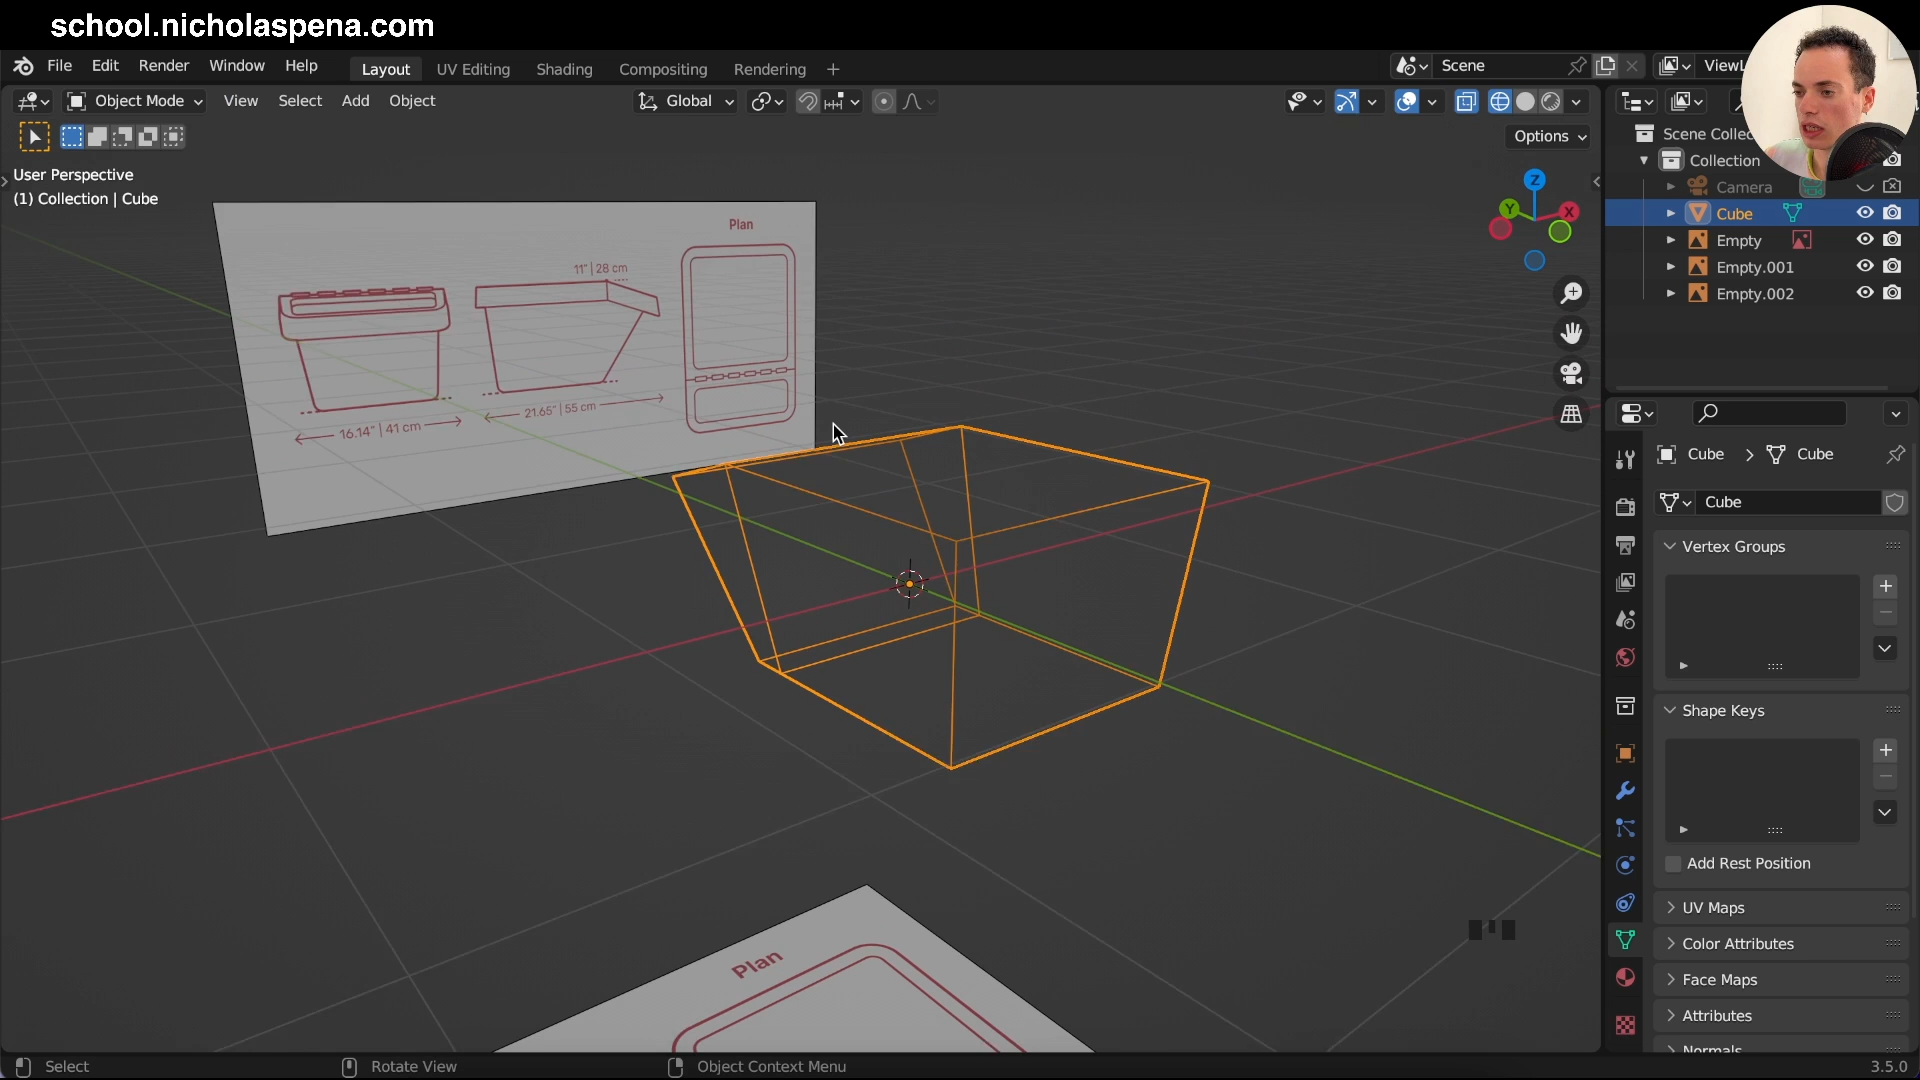 school.nicholaspena.com
File Edit Render Window Help Layout UV Editing Shading Compositing Rendering + Scene ViewL
Object Mode View Select Add Object Global
Options
User Perspective
(1) Collection | Cube
Z
Y
X
Plan
11" | 28 cm
16.14" | 41 cm
21.65" | 55 cm
Plan
Scene Collec
Collection
Camera
Cube
Empty
Empty.001
Empty.002
Cube > Cube
Cube
Vertex Groups
Shape Keys
Add Rest Position
UV Maps
Color Attributes
Face Maps
Attributes
Normals
Select Rotate View Object Context Menu 3.5.0